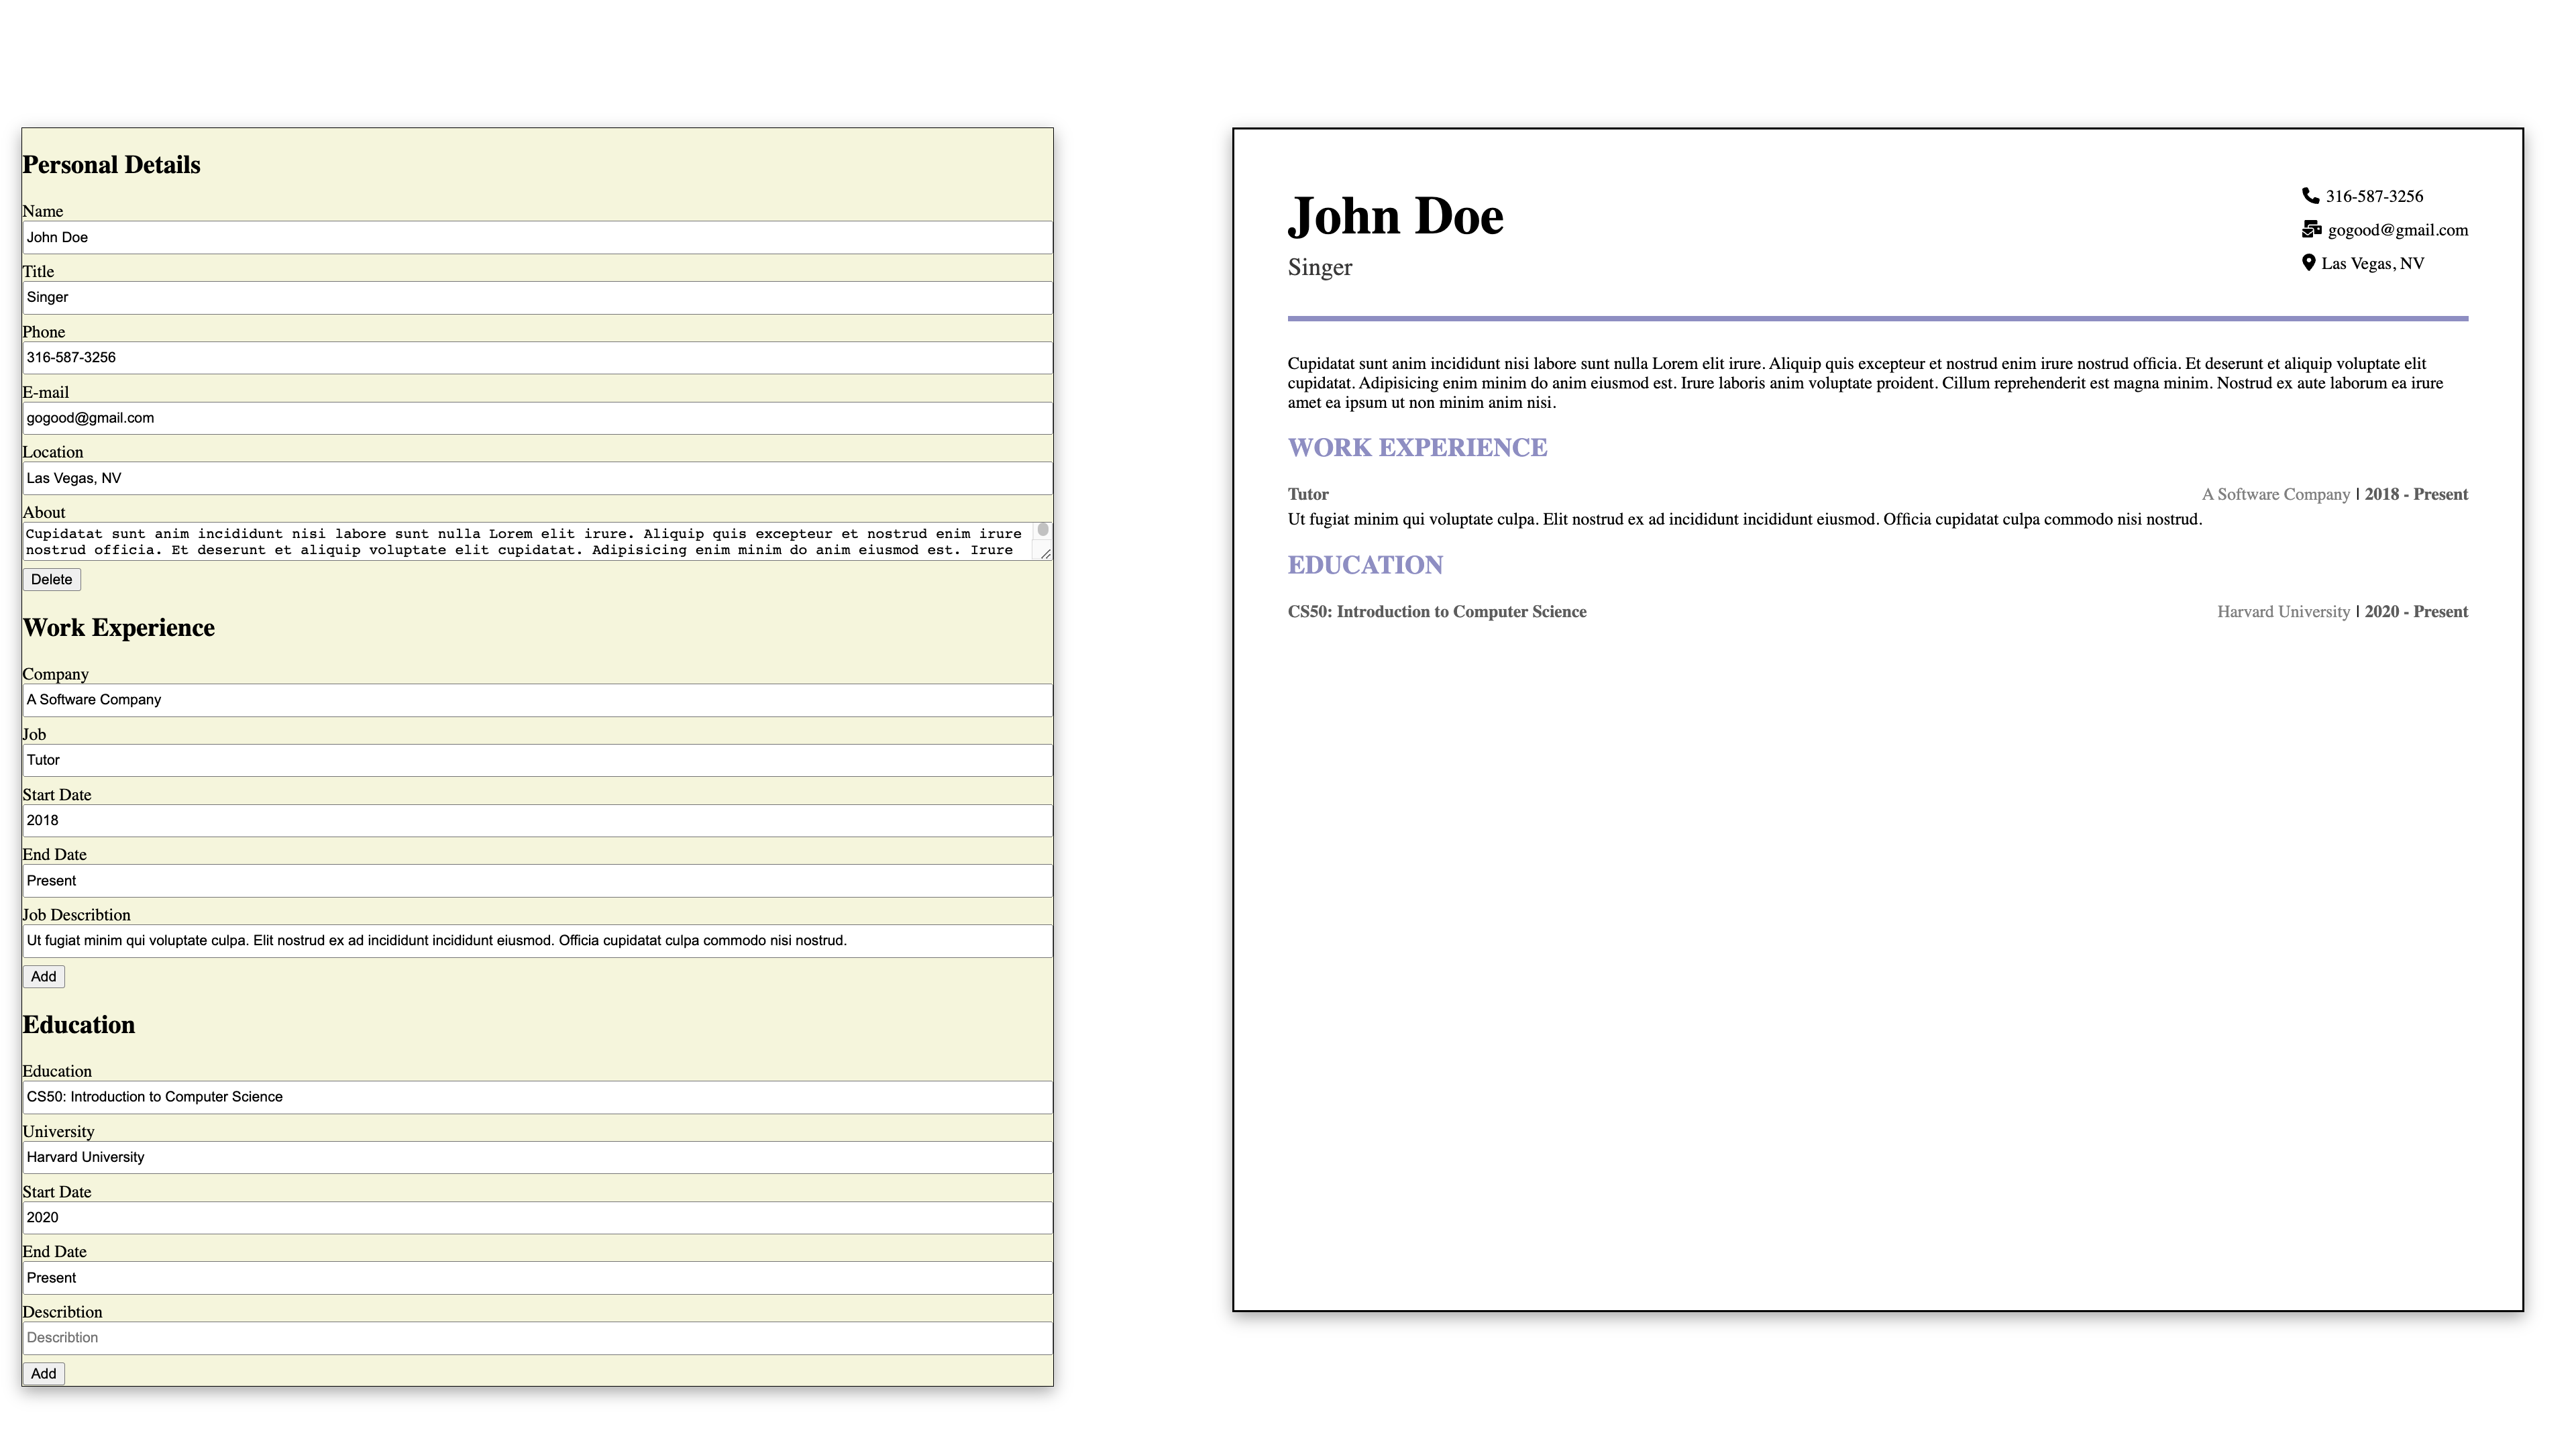 Personal Details
Name
John Doe
Title
Singer
Phone
316-587-3256
E-mail
gogood@gmail.com
Location
Las Vegas, NV
About
Cupidatat sunt anim incididunt nisi labore sunt nulla Lorem elit irure. Aliquip quis excepteur et nostrud enim irure
nostrud officia. Et deserunt et aliquip voluptate elit cupidatat. Adipisicing enim minim do anim eiusmod est. Irure
Delete
Work Experience
Company
A Software Company
Job
Tutor
Start Date
2018
End Date
Present
Job Describtion
Ut fugiat minim qui voluptate culpa. Elit nostrud ex ad incididunt incididunt eiusmod. Officia cupidatat culpa commodo nisi nostrud.
Add
Education
Education
CS50: Introduction to Computer Science
University
Harvard University
Start Date
2020
End Date
Present
Describtion
Describtion
Add
John Doe
Singer
316-587-3256
gogood@gmail.com
Las Vegas, NV
Cupidatat sunt anim incididunt nisi labore sunt nulla Lorem elit irure. Aliquip quis excepteur et nostrud enim irure nostrud officia. Et deserunt et aliquip voluptate elit
cupidatat. Adipisicing enim minim do anim eiusmod est. Irure laboris anim voluptate proident. Cillum reprehenderit est magna minim. Nostrud ex aute laborum ea irure
amet ea ipsum ut non minim anim nisi.
WORK EXPERIENCE
Tutor A Software Company | 2018 - Present
Ut fugiat minim qui voluptate culpa. Elit nostrud ex ad incididunt incididunt eiusmod. Officia cupidatat culpa commodo nisi nostrud.
EDUCATION
CS50: Introduction to Computer Science Harvard University | 2020 - Present